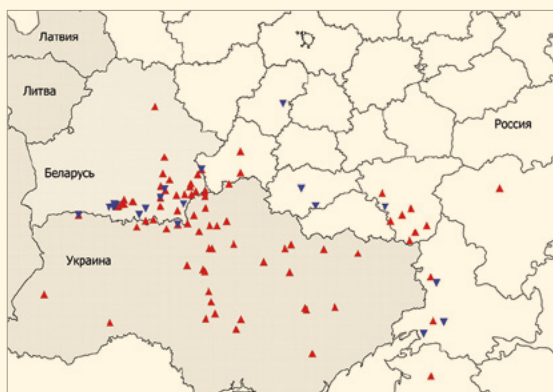 Латвия
Литва
Россия
Беларусь
Украина